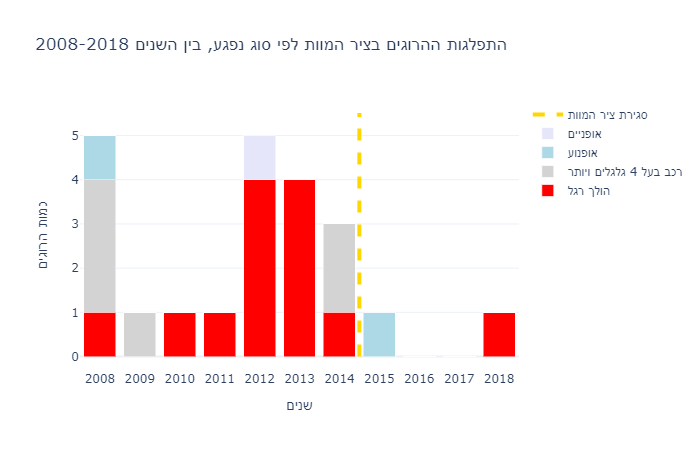 התפלגות ההרוגים בציר המוות לפי סוג נפגע, בין השנים 2008-2018
סגירת ציר המוות
אופניים
אופנוע
רכב בעל 4 גלגלים ויותר
הולך רגל
כמות הרוגים
5
4
3
2
1
0
2008 2009 2010 2011 2012 2013 2014 2015 2016 2017 2018
שנים